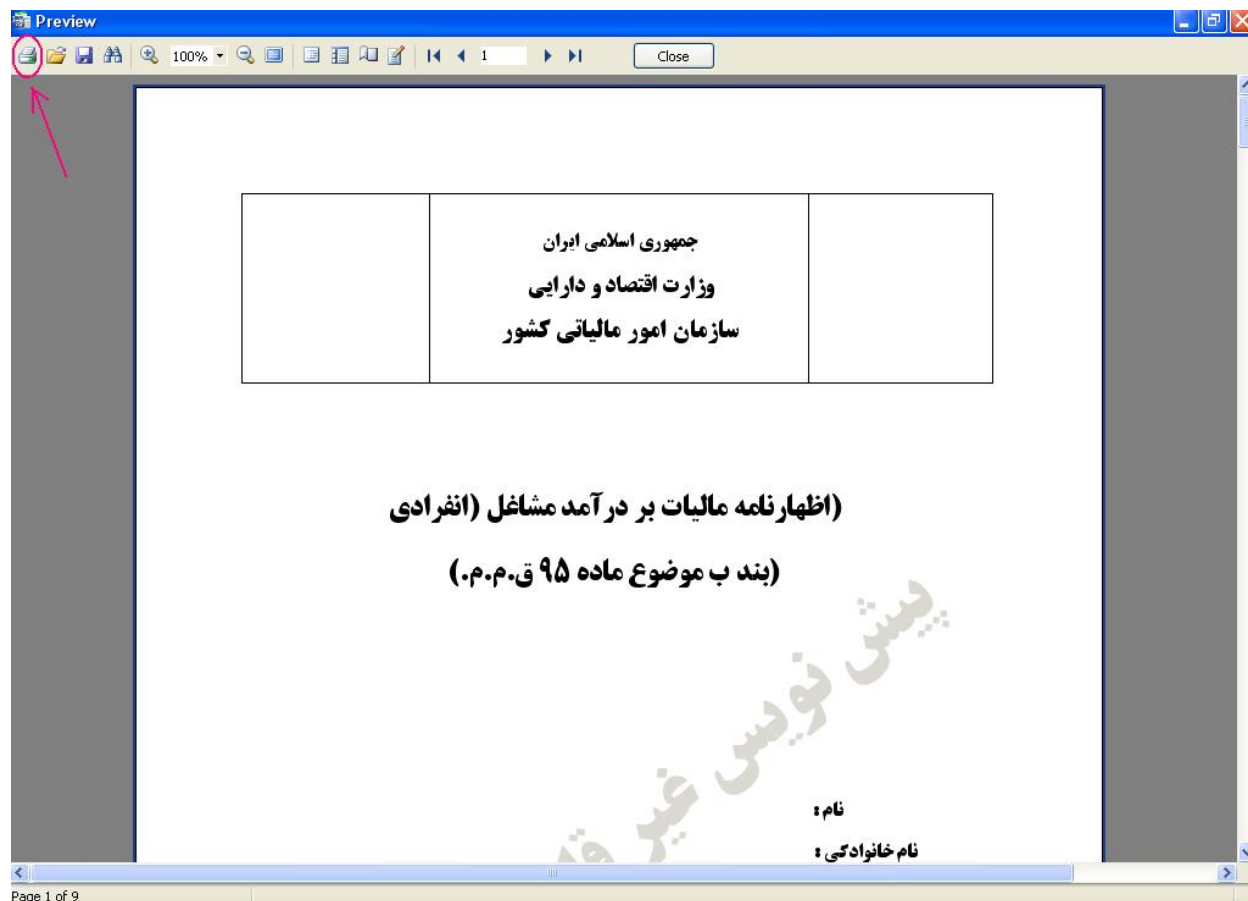 Preview
100%
1
Close
جمهوری اسلامی ایران
وزارت اقتصاد و دارایی
سازمان امور مالیاتی کشور
(اظهارنامه مالیات بر درآمد مشاغل (انفرادی
(بند ب موضوع ماده ۹۵ ق.م.م.)
پیش نویس غیر
نام :
نام خانوادگی :
Page 1 of 9